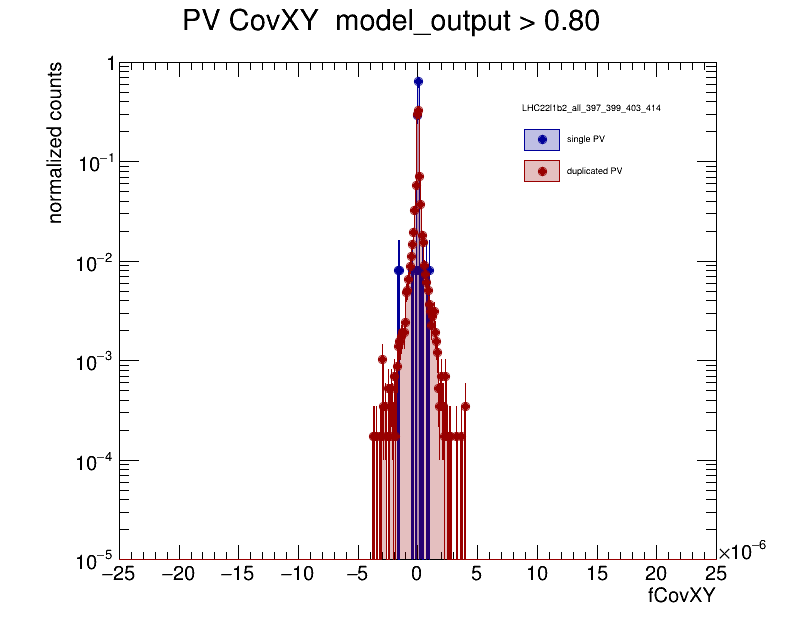 PV CovXY  model_output > 0.80
normalized counts
1
10⁻¹
10⁻²
10⁻³
10⁻⁴
10⁻⁵
LHC22l1b2_all_397_399_403_414
single PV
duplicated PV
−25 −20 −15 −10 −5 0 5 10 15 20 25
×10⁻⁶
fCovXY